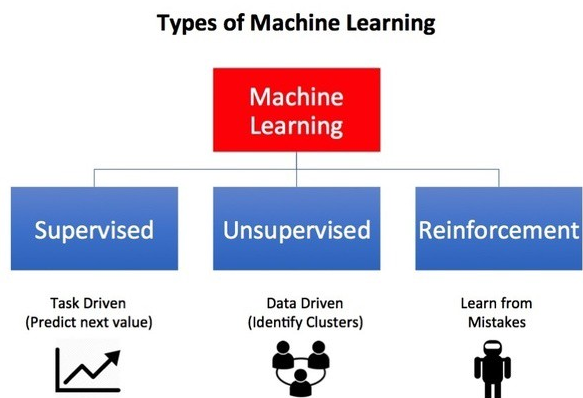 Types of Machine Learning
Machine
Learning
Supervised
Unsupervised
Reinforcement
Task Driven
(Predict next value)
Data Driven
(Identify Clusters)
Learn from
Mistakes